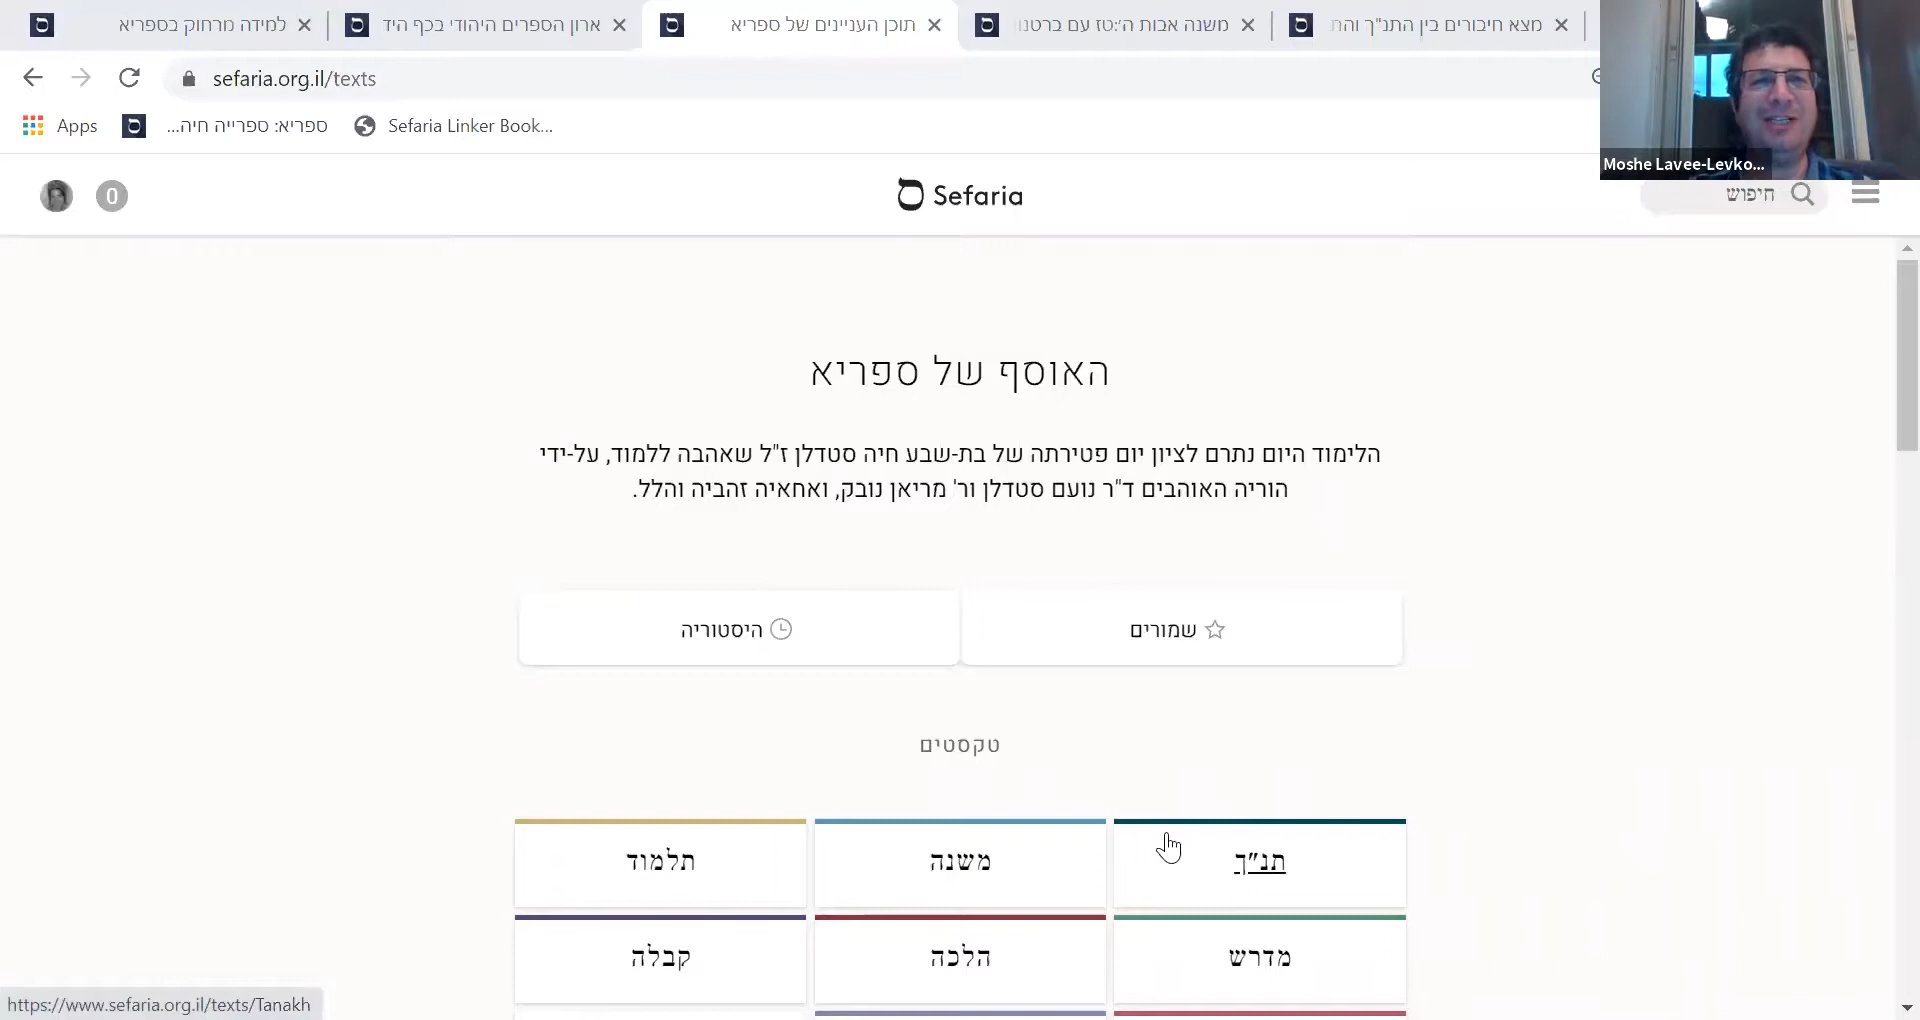 למידה מרחוק בספריא
ארון הספרים היהודי בכף היד
תוכן העניינים של ספריא
משנה אבות ה׳:טז עם ברטנו
מצא חיבורים בין התנ"ך והת
sefaria.org.il/texts
Apps
ספריא: ספרייה חיה...
Sefaria Linker Book...
Moshe Lavee-Levko...
0
Sefaria
חיפוש
האוסף של ספריא
הלימוד היום נתרם לציון יום פטירתה של בת-שבע חיה סטדלן ז"ל שאהבה ללמוד, על-ידי
הוריה האוהבים ד"ר נועם סטדלן ור' מריאן נובק, ואחאיה זהביה והלל.
שמורים
היסטוריה
טקסטים
תנ"ך
משנה
תלמוד
מדרש
הלכה
קבלה
https://www.sefaria.org.il/texts/Tanakh